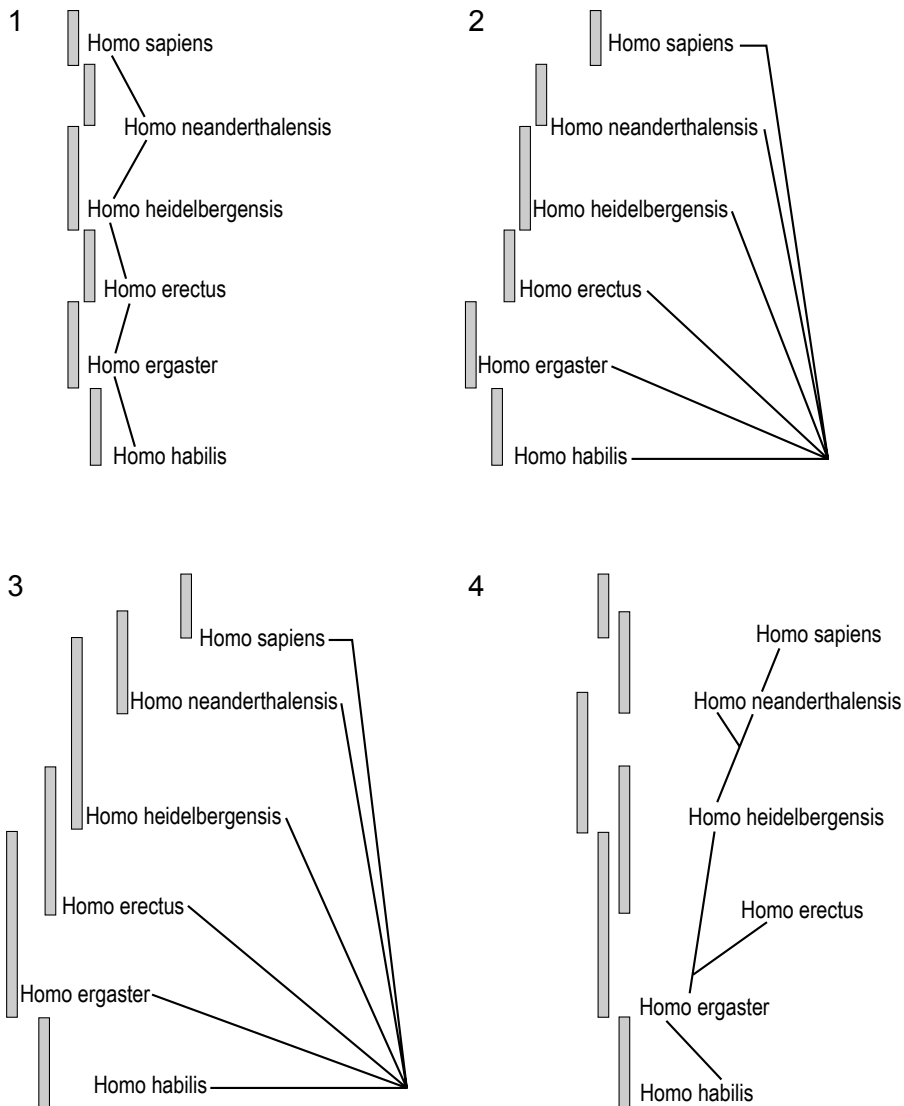 1
Homo sapiens
Homo neanderthalensis
Homo heidelbergensis
Homo erectus
Homo ergaster
Homo habilis
2
Homo sapiens
Homo neanderthalensis
Homo heidelbergensis
Homo erectus
Homo ergaster
Homo habilis
3
Homo sapiens
Homo neanderthalensis
Homo heidelbergensis
Homo erectus
Homo ergaster
Homo habilis
4
Homo sapiens
Homo neanderthalensis
Homo heidelbergensis
Homo erectus
Homo ergaster
Homo habilis